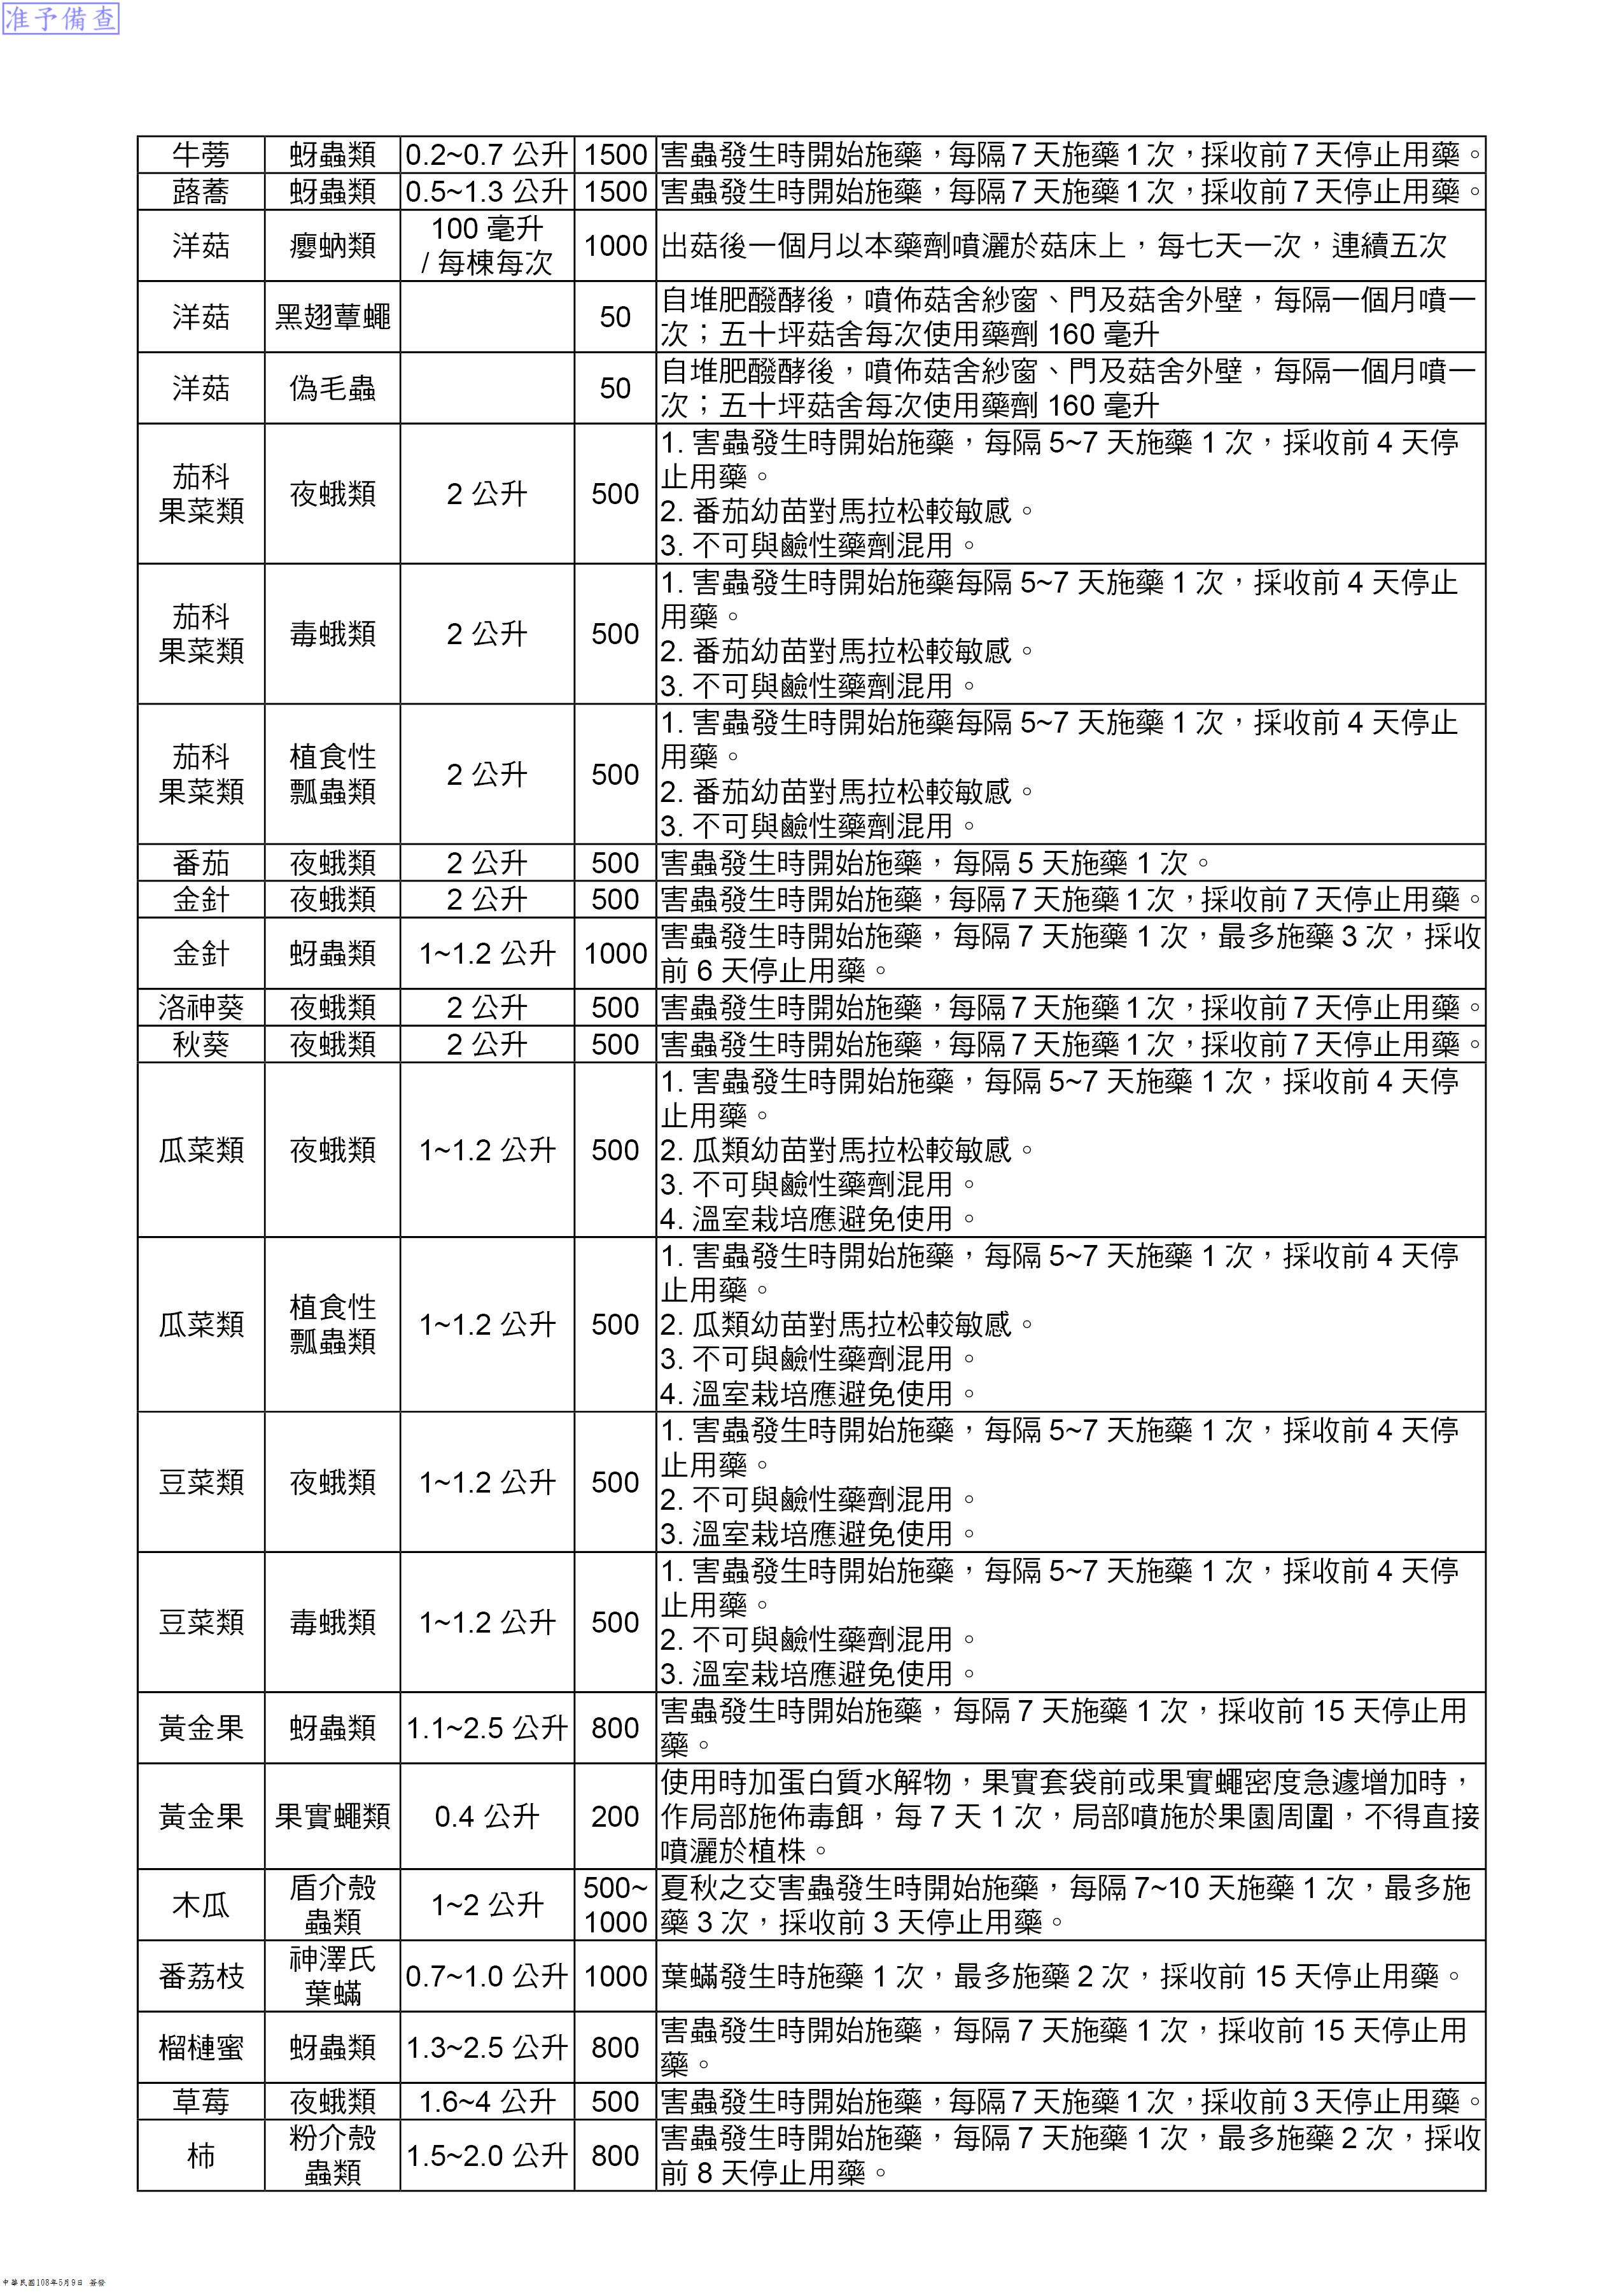 准予備查
牛蒡 蚜蟲類 0.2~0.7 公升 1500 害蟲發生時開始施藥，每隔 7 天施藥 1 次，採收前 7 天停止用藥。
蕗蕎 蚜蟲類 0.5~1.3 公升 1500 害蟲發生時開始施藥，每隔 7 天施藥 1 次，採收前 7 天停止用藥。
洋菇 癭蚋類 100 毫升
/ 每棟每次 1000 出菇後一個月以本藥劑噴灑於菇床上，每七天一次，連續五次
洋菇 黑翅蕈蠅 50 自堆肥醱酵後，噴佈菇舍紗窗、門及菇舍外壁，每隔一個月噴一
次；五十坪菇舍每次使用藥劑 160 毫升
洋菇 偽毛蟲 50 自堆肥醱酵後，噴佈菇舍紗窗、門及菇舍外壁，每隔一個月噴一
次；五十坪菇舍每次使用藥劑 160 毫升
茄科
果菜類 夜蛾類 2 公升 500 1. 害蟲發生時開始施藥，每隔 5~7 天施藥 1 次，採收前 4 天停
止用藥。
2. 番茄幼苗對馬拉松較敏感。
3. 不可與鹼性藥劑混用。
茄科
果菜類 毒蛾類 2 公升 500 1. 害蟲發生時開始施藥每隔 5~7 天施藥 1 次，採收前 4 天停止
用藥。
2. 番茄幼苗對馬拉松較敏感。
3. 不可與鹼性藥劑混用。
茄科
果菜類 植食性
瓢蟲類 2 公升 500 1. 害蟲發生時開始施藥每隔 5~7 天施藥 1 次，採收前 4 天停止
用藥。
2. 番茄幼苗對馬拉松較敏感。
3. 不可與鹼性藥劑混用。
番茄 夜蛾類 2 公升 500 害蟲發生時開始施藥，每隔 5 天施藥 1 次。
金針 夜蛾類 2 公升 500 害蟲發生時開始施藥，每隔 7 天施藥 1 次，採收前 7 天停止用藥。
金針 蚜蟲類 1~1.2 公升 1000 害蟲發生時開始施藥，每隔 7 天施藥 1 次，最多施藥 3 次，採收
前 6 天停止用藥。
洛神葵 夜蛾類 2 公升 500 害蟲發生時開始施藥，每隔 7 天施藥 1 次，採收前 7 天停止用藥。
秋葵 夜蛾類 2 公升 500 害蟲發生時開始施藥，每隔 7 天施藥 1 次，採收前 7 天停止用藥。
瓜菜類 夜蛾類 1~1.2 公升 500 1. 害蟲發生時開始施藥，每隔 5~7 天施藥 1 次，採收前 4 天停
止用藥。
2. 瓜類幼苗對馬拉松較敏感。
3. 不可與鹼性藥劑混用。
4. 溫室栽培應避免使用。
瓜菜類 植食性
瓢蟲類 1~1.2 公升 500 1. 害蟲發生時開始施藥，每隔 5~7 天施藥 1 次，採收前 4 天停
止用藥。
2. 瓜類幼苗對馬拉松較敏感。
3. 不可與鹼性藥劑混用。
4. 溫室栽培應避免使用。
豆菜類 夜蛾類 1~1.2 公升 500 1. 害蟲發生時開始施藥，每隔 5~7 天施藥 1 次，採收前 4 天停
止用藥。
2. 不可與鹼性藥劑混用。
3. 溫室栽培應避免使用。
豆菜類 毒蛾類 1~1.2 公升 500 1. 害蟲發生時開始施藥，每隔 5~7 天施藥 1 次，採收前 4 天停
止用藥。
2. 不可與鹼性藥劑混用。
3. 溫室栽培應避免使用。
黃金果 蚜蟲類 1.1~2.5 公升 800 害蟲發生時開始施藥，每隔 7 天施藥 1 次，採收前 15 天停止用
藥。
黃金果 果實蠅類 0.4 公升 200 使用時加蛋白質水解物，果實套袋前或果實蠅密度急遽增加時，
作局部施佈毒餌，每 7 天 1 次，局部噴施於果園周圍，不得直接
噴灑於植株。
木瓜 盾介殼
蟲類 1~2 公升 500~
1000 夏秋之交害蟲發生時開始施藥，每隔 7~10 天施藥 1 次，最多施
藥 3 次，採收前 3 天停止用藥。
番荔枝 神澤氏
葉蟎 0.7~1.0 公升 1000 葉蟎發生時施藥 1 次，最多施藥 2 次，採收前 15 天停止用藥。
榴槤蜜 蚜蟲類 1.3~2.5 公升 800 害蟲發生時開始施藥，每隔 7 天施藥 1 次，採收前 15 天停止用
藥。
草莓 夜蛾類 1.6~4 公升 500 害蟲發生時開始施藥，每隔 7 天施藥 1 次，採收前 3 天停止用藥。
柿 粉介殼
蟲類 1.5~2.0 公升 800 害蟲發生時開始施藥，每隔 7 天施藥 1 次，最多施藥 2 次，採收
前 8 天停止用藥。
中華民國108年5月9日 簽發